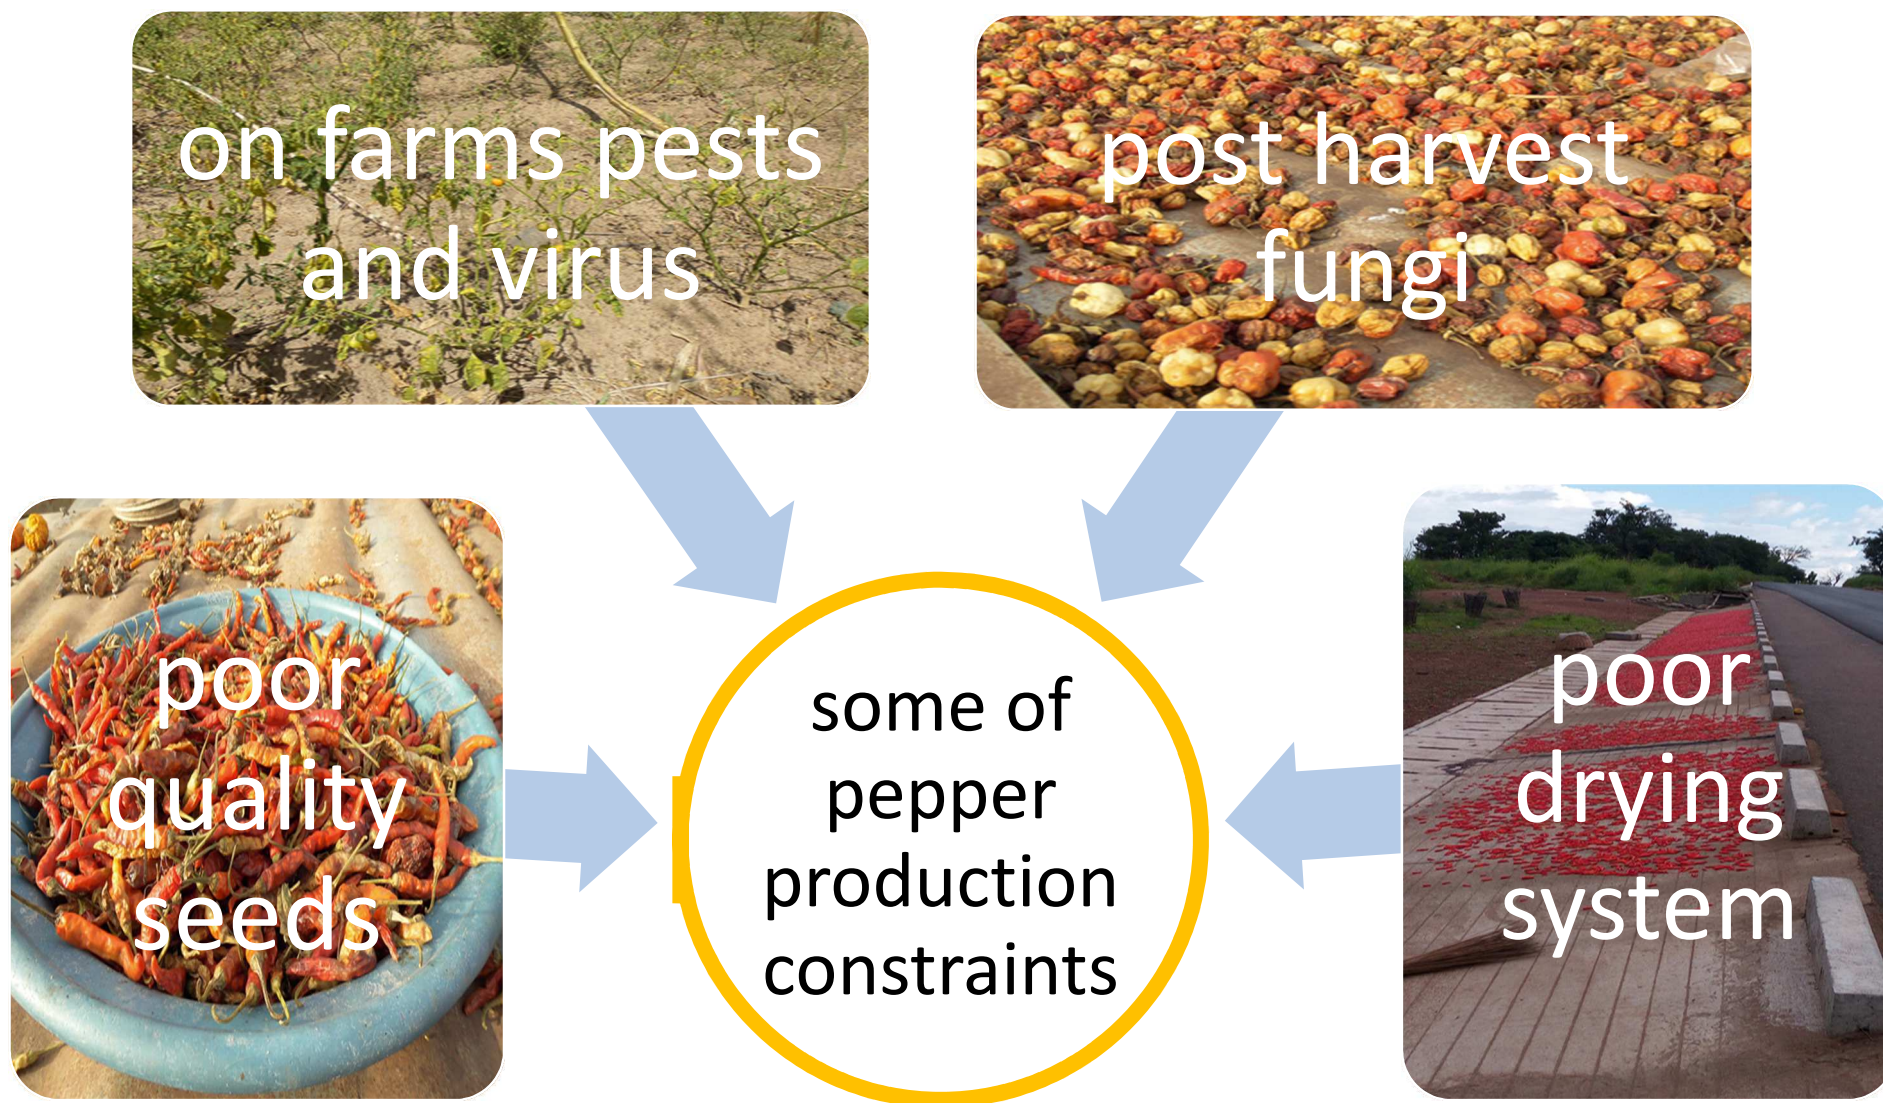 on farms pests
and virus
post harvest
fungi
poor
quality
seeds
some of
pepper
production
constraints
poor
drying
system